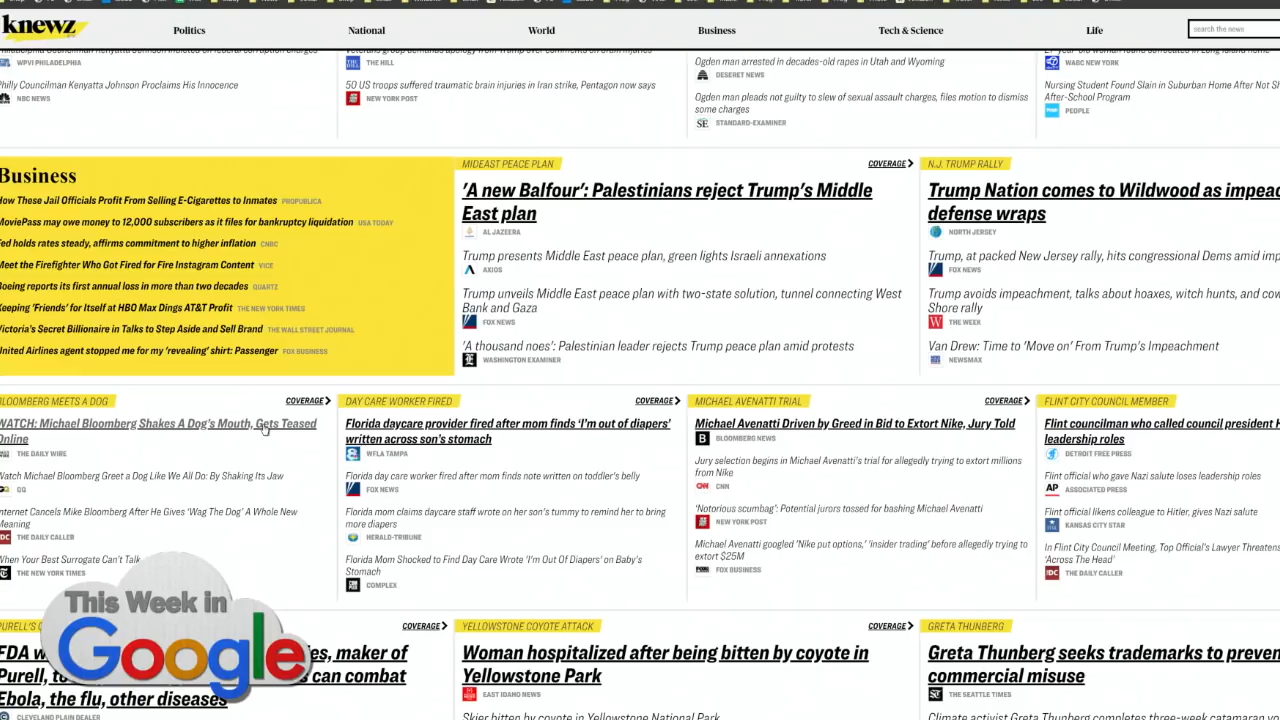 knewz
Politics
National
World
Business
Tech & Science
Life
search the news
WPVI PHILADELPHIA
Philly Councilman Kenyatta Johnson Proclaims His Innocence
NBC NEWS
THE HILL
50 US troops suffered traumatic brain injuries in Iran strike, Pentagon now says
NEW YORK POST
Ogden man arrested in decades-old rapes in Utah and Wyoming
DESERET NEWS
Ogden man pleads not guilty to slew of sexual assault charges, files motion to dismiss
some charges
STANDARD-EXAMINER
WABC NEW YORK
Nursing Student Found Slain in Suburban Home After Not
After-School Program
PEOPLE
Business
How These Jail Officials Profit From Selling E-Cigarettes to Inmates PROPUBLICA
MoviePass may owe money to 12,000 subscribers as it files for bankruptcy liquidation USA TODAY
Fed holds rates steady, affirms commitment to higher inflation CNBC
Meet the Firefighter Who Got Fired for Fire Instagram Content VICE
Boeing reports its first annual loss in more than two decades QUARTZ
Keeping 'Friends' for Itself at HBO Max Dings AT&T Profit THE NEW YORK TIMES
Victoria's Secret Billionaire in Talks to Step Aside and Sell Brand THE WALL STREET JOURNAL
United Airlines agent stopped me for my 'revealing' shirt: Passenger FOX BUSINESS
MIDEAST PEACE PLAN
COVERAGE
'A new Balfour': Palestinians reject Trump's Middle
East plan
AL JAZEERA
Trump presents Middle East peace plan, green lights Israeli annexations
AXIOS
Trump unveils Middle East peace plan with two-state solution, tunnel connecting West
Bank and Gaza
FOX NEWS
'A thousand noes': Palestinian leader rejects Trump peace plan amid protests
WASHINGTON EXAMINER
N.J. TRUMP RALLY
Trump Nation comes to Wildwood as impea
defense wraps
NORTH JERSEY
Trump, at packed New Jersey rally, hits congressional Dems amid imp
FOX NEWS
Trump avoids impeachment, talks about hoaxes, witch hunts, and cow
Shore rally
THE WEEK
Van Drew: Time to 'Move on' From Trump's Impeachment
NEWSMAX
BLOOMBERG MEETS A DOG
COVERAGE
WATCH: Michael Bloomberg Shakes A Dog's Mouth, Gets Teased
Online
THE DAILY WIRE
Watch Michael Bloomberg Greet a Dog Like We All Do: By Shaking Its Jaw
GQ
Internet Cancels Mike Bloomberg After He Gives 'Wag The Dog' A Whole New
Meaning
THE DAILY CALLER
When Your Best Surrogate Can't Talk
THE NEW YORK TIMES
DAY CARE WORKER FIRED
COVERAGE
Florida daycare provider fired after mom finds 'I'm out of diapers'
written across son's stomach
WFLA TAMPA
Florida day care worker fired after mom finds note written on toddler's belly
FOX NEWS
Florida mom claims daycare staff wrote on her son's tummy to remind her to bring
more diapers
HERALD-TRIBUNE
Florida Mom Shocked to Find Day Care Wrote 'I'm Out Of Diapers' on Baby's
Stomach
COMPLEX
MICHAEL AVENATTI TRIAL
COVERAGE
Michael Avenatti Driven by Greed in Bid to Extort Nike, Jury Told
BLOOMBERG NEWS
Jury selection begins in Michael Avenatti's trial for allegedly trying to extort millions
from Nike
CNN
'Notorious scumbag': Potential jurors tossed for bashing Michael Avenatti
NEW YORK POST
Michael Avenatti googled 'Nike put options,' 'insider trading' before allegedly trying to
extort $25M
FOX BUSINESS
FLINT CITY COUNCIL MEMBER
Flint councilman who called council president H
leadership roles
DETROIT FREE PRESS
Flint official who gave Nazi salute loses leadership roles
AP ASSOCIATED PRESS
Flint official likens colleague to Hitler, gives Nazi salute
KANSAS CITY STAR
In Flint City Council Meeting, Top Official's Lawyer Threatens
'Across The Head'
THE DAILY CALLER
This Week in
Google
COVERAGE
es, maker of
Purell, to
can combat
Ebola, the flu, other diseases
CLEVELAND PLAIN DEALER
YELLOWSTONE COYOTE ATTACK
COVERAGE
Woman hospitalized after being bitten by coyote in
Yellowstone Park
EAST IDAHO NEWS
Skier bitten by coyote in Yellowstone National Park
GRETA THUNBERG
Greta Thunberg seeks trademarks to preven
commercial misuse
THE SEATTLE TIMES
Climate activist Greta Thunberg completes three-week catamaran